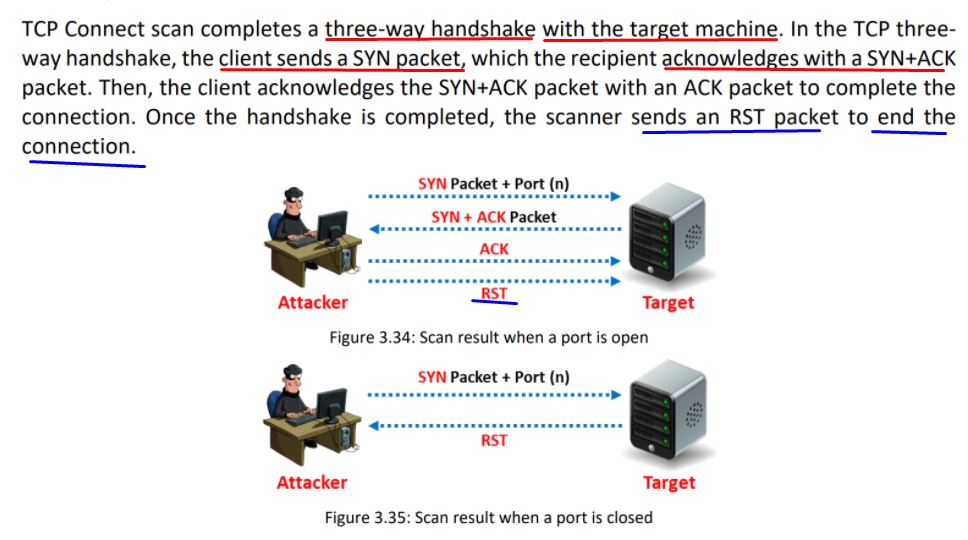 TCP Connect scan completes a three-way handshake with the target machine. In the TCP three-
way handshake, the client sends a SYN packet, which the recipient acknowledges with a SYN+ACK
packet. Then, the client acknowledges the SYN+ACK packet with an ACK packet to complete the
connection. Once the handshake is completed, the scanner sends an RST packet to end the
connection.
SYN Packet + Port (n)
SYN + ACK Packet
ACK
RST
Attacker
Target
Figure 3.34: Scan result when a port is open
SYN Packet + Port (n)
RST
Attacker
Target
Figure 3.35: Scan result when a port is closed